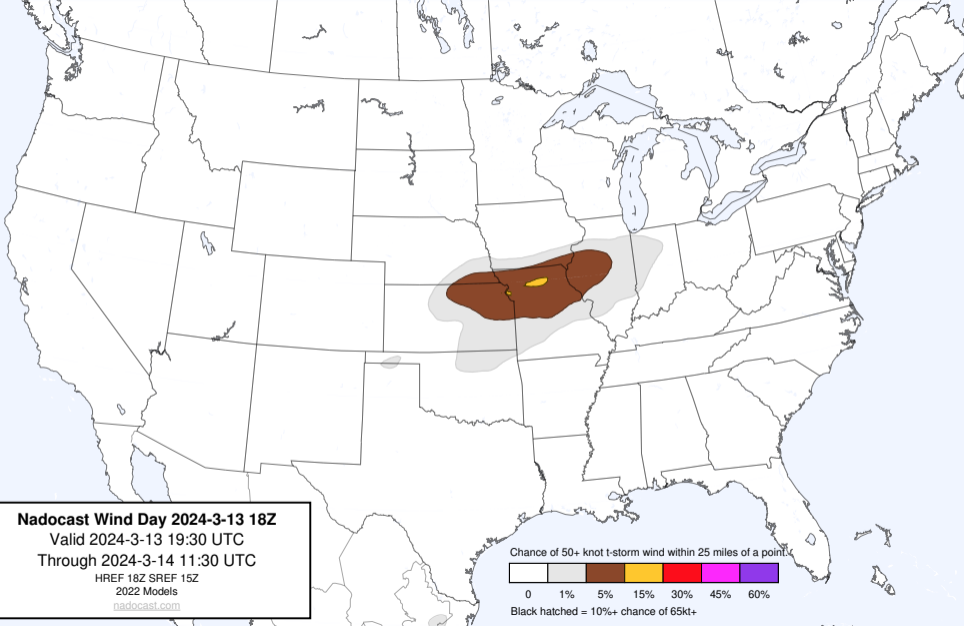 Nadocast Wind Day 2024-3-13 18Z
Valid 2024-3-13 19:30 UTC
Through 2024-3-14 11:30 UTC
HREF 18Z SREF 15Z
2022 Models
nadocast.com
Chance of 50+ knot t-storm wind within 25 miles of a point.
0 1% 5% 15% 30% 45% 60%
Black hatched = 10%+ chance of 65kt+